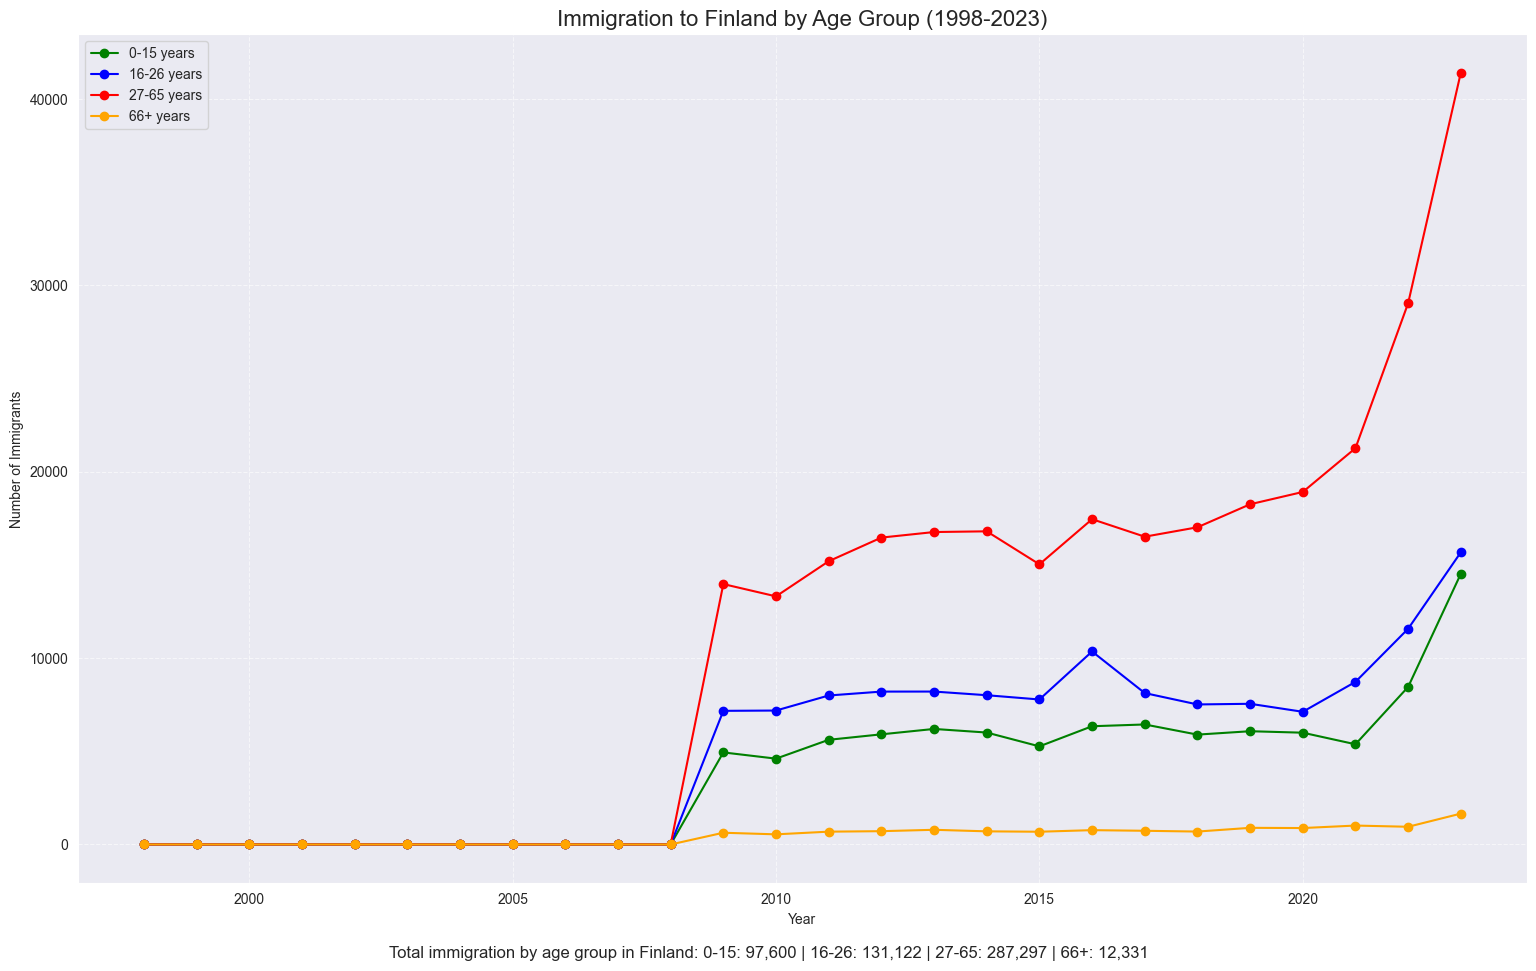 Immigration to Finland by Age Group (1998-2023)
0-15 years
16-26 years
27-65 years
66+ years
40000
30000
20000
10000
0
Number of Immigrants
2000
2005
2010
2015
2020
Year
Total immigration by age group in Finland: 0-15: 97,600 | 16-26: 131,122 | 27-65: 287,297 | 66+: 12,331